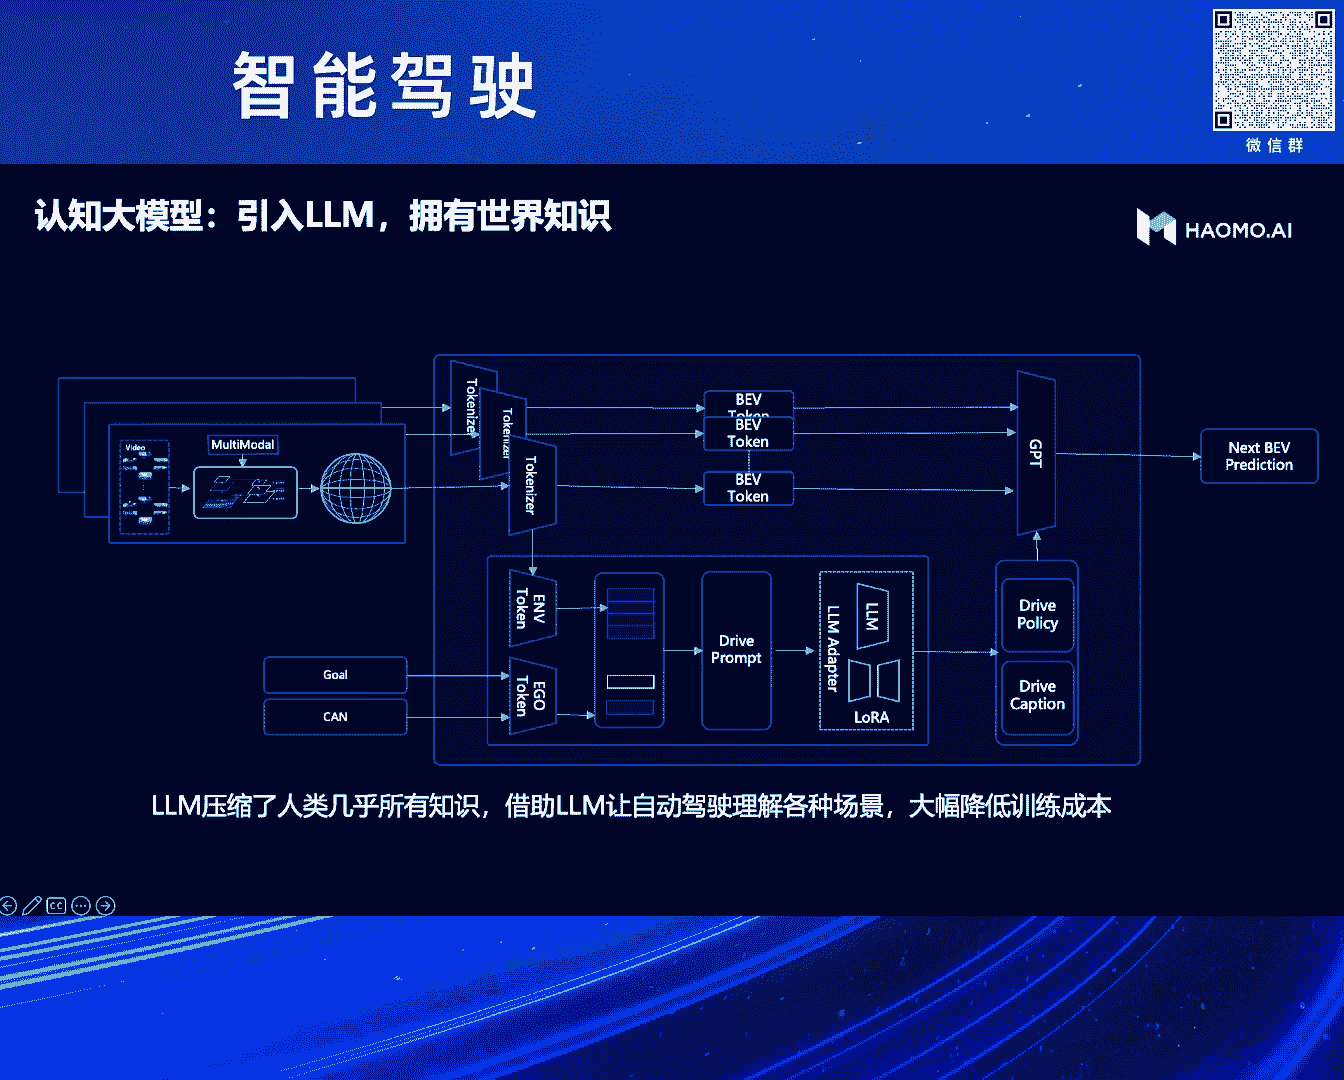 智能驾驶
微信群
认知大模型：引入LLM，拥有世界知识
HAOMO.AI
Video
MultiModal
Tokenizer
Tokenizer
Tokenizer
BEV
Token
BEV
Token
BEV
Token
GPT
Next BEV
Prediction
ENV
Token
EGO
Token
Goal
CAN
Drive
Prompt
LLM Adapter
LLM
LoRA
Drive
Policy
Drive
Caption
LLM压缩了人类几乎所有知识，借助LLM让自动驾驶理解各种场景，大幅降低训练成本
CC